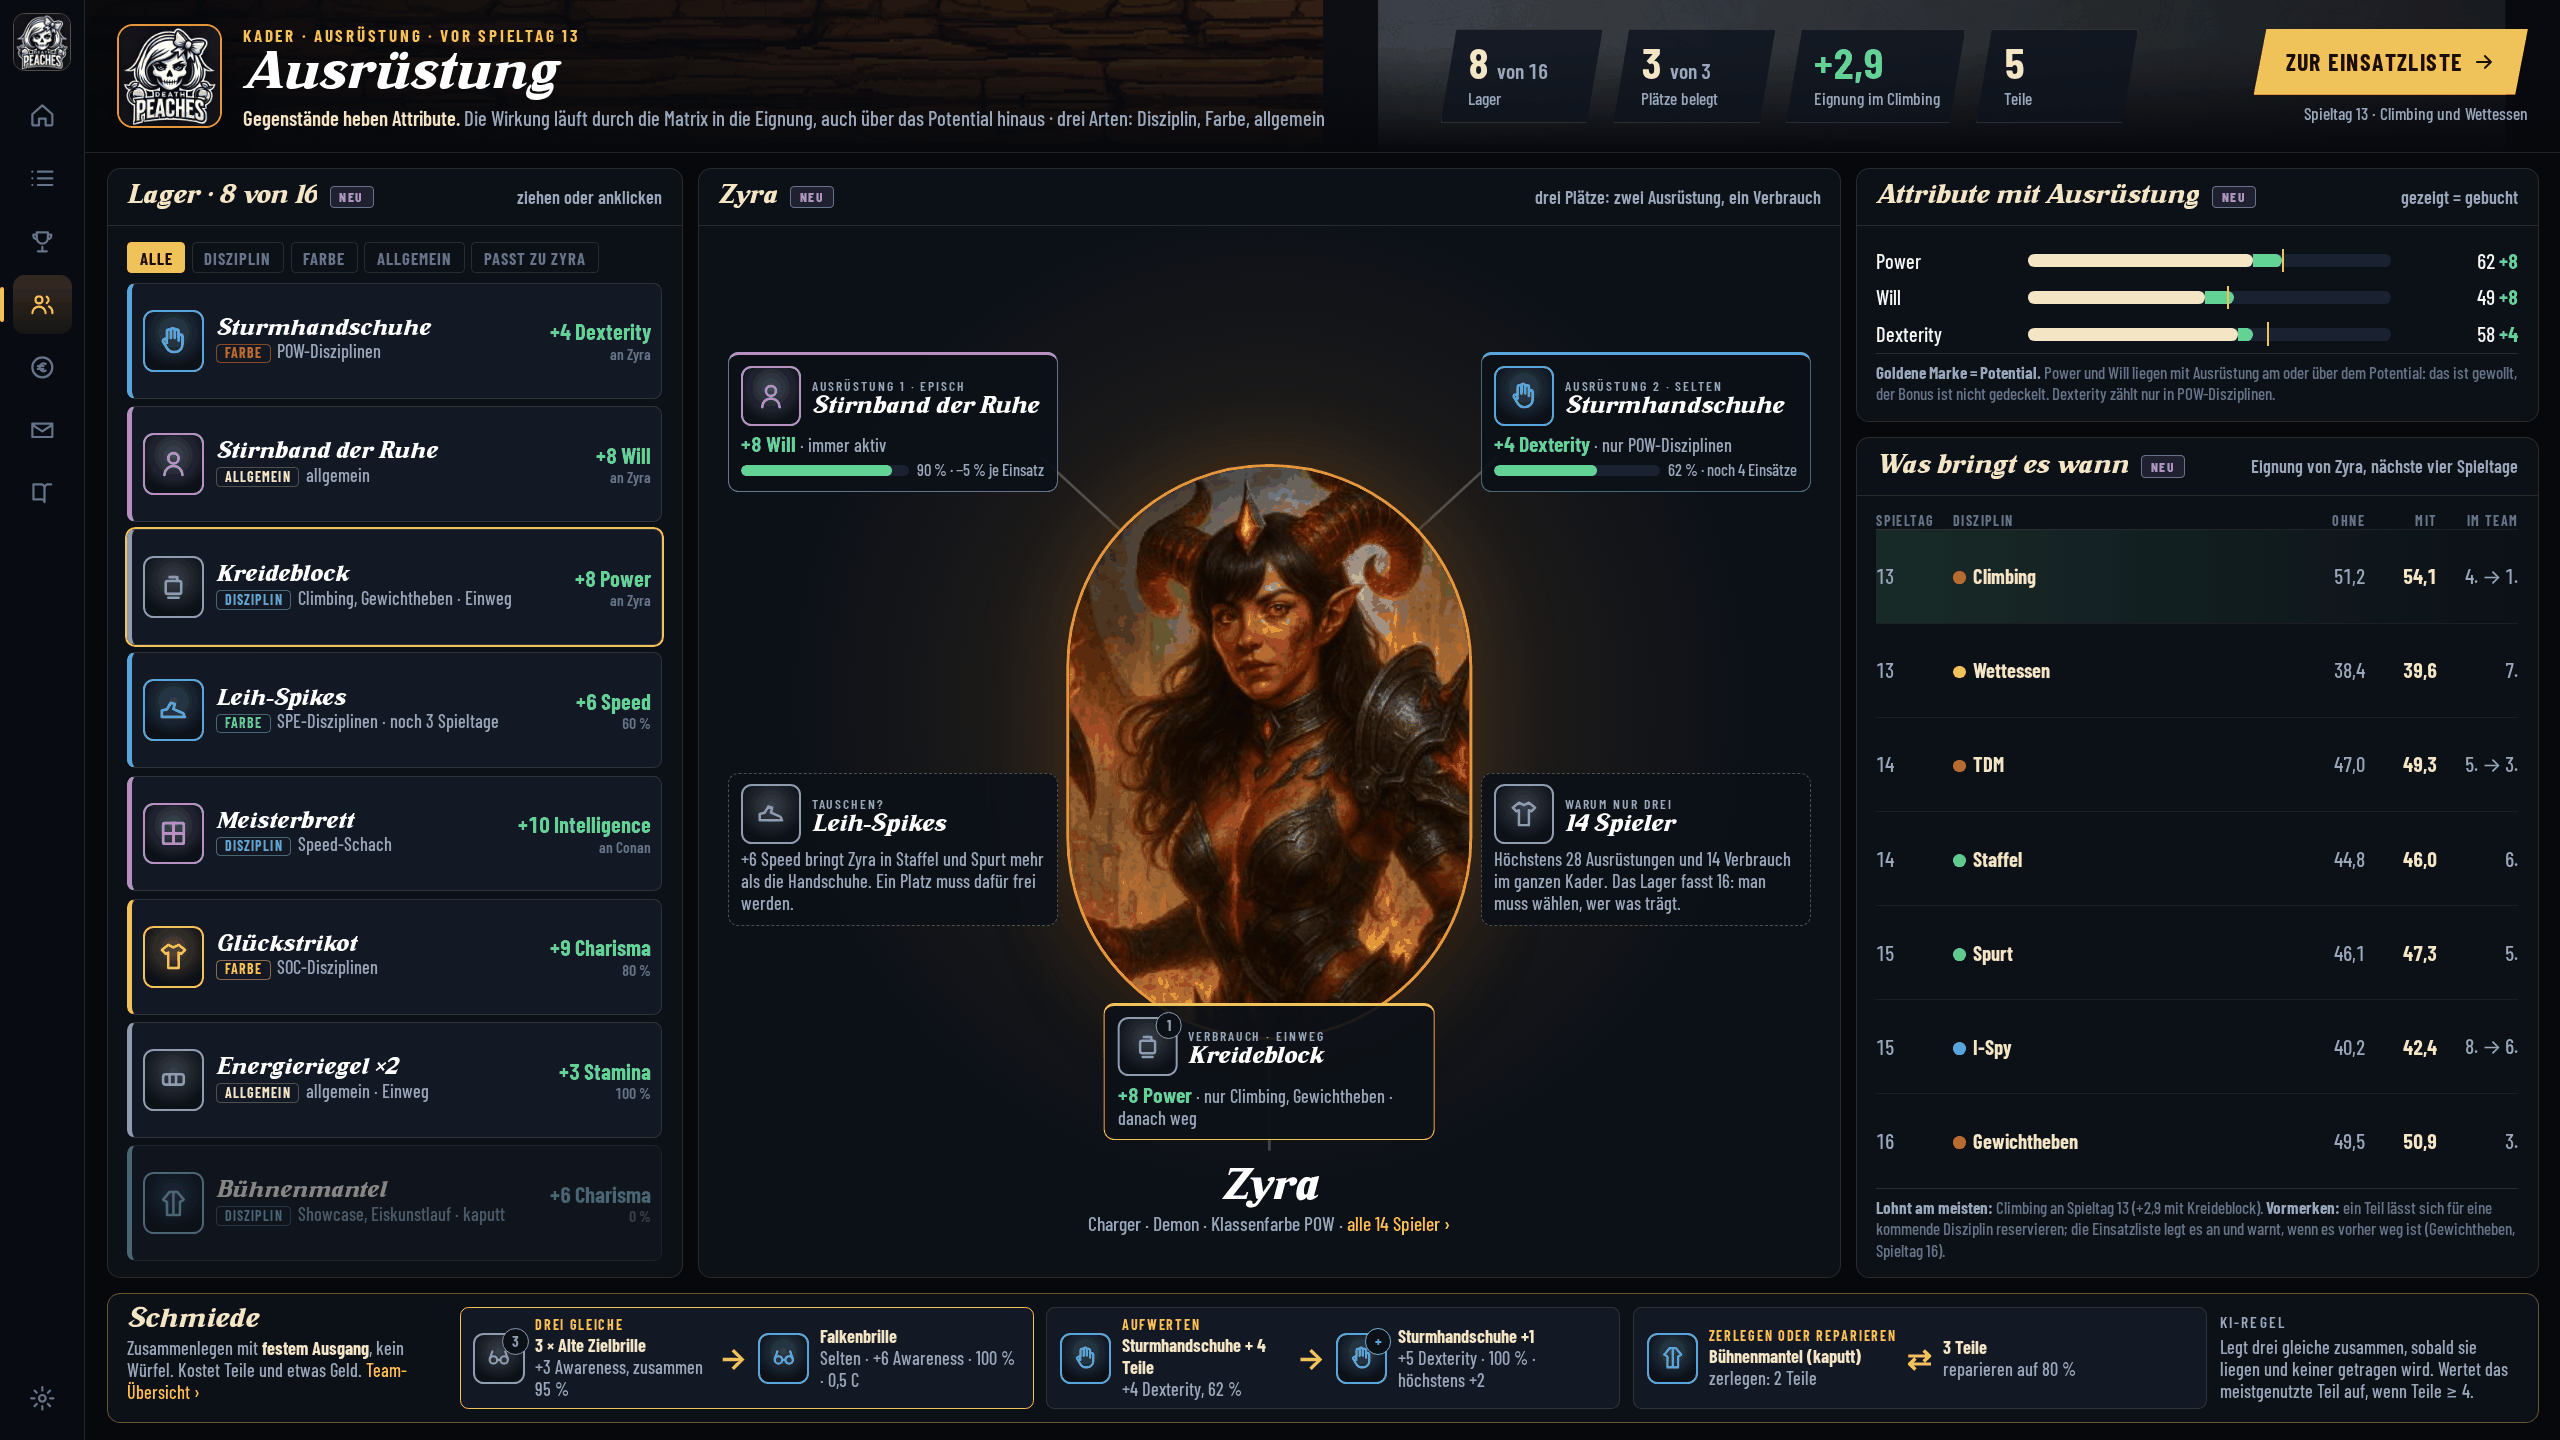 DEATH
PEACHES
KADER · AUSRÜSTUNG · VOR SPIELTAG 13
Ausrüstung
Gegenstände heben Attribute. Die Wirkung läuft durch die Matrix in die Eignung, auch über das Potential hinaus · drei Arten: Disziplin, Farbe, allgemein
DEATH
PEACHES
8 von 16
Lager
3 von 3
Plätze belegt
+2,9
Eignung im Climbing
5
Teile
ZUR EINSATZLISTE →
Spieltag 13 · Climbing und Wettessen
Lager · 8 von 16 NEU ziehen oder anklicken
ALLE DISZIPLIN FARBE ALLGEMEIN PASST ZU ZYRA
Sturmhandschuhe
FARBE POW-Disziplinen
+4 Dexterity
an Zyra
Stirnband der Ruhe
ALLGEMEIN allgemein
+8 Will
an Zyra
Kreideblock
DISZIPLIN Climbing, Gewichtheben · Einweg
+8 Power
an Zyra
Leih-Spikes
FARBE SPE-Disziplinen · noch 3 Spieltage
+6 Speed
60 %
Meisterbrett
DISZIPLIN Speed-Schach
+10 Intelligence
an Conan
Glückstrikot
FARBE SOC-Disziplinen
+9 Charisma
80 %
Energieriegel ×2
ALLGEMEIN allgemein · Einweg
+3 Stamina
100 %
Bühnenmantel
DISZIPLIN Showcase, Eiskunstlauf · kaputt
+6 Charisma
0 %
Zyra NEU drei Plätze: zwei Ausrüstung, ein Verbrauch
AUSRÜSTUNG 1 · EPISCH
Stirnband der Ruhe
+8 Will · immer aktiv
90 % · −5 % je Einsatz
AUSRÜSTUNG 2 · SELTEN
Sturmhandschuhe
+4 Dexterity · nur POW-Disziplinen
62 % · noch 4 Einsätze
TAUSCHEN?
Leih-Spikes
+6 Speed bringt Zyra in Staffel und Spurt mehr
als die Handschuhe. Ein Platz muss dafür frei
werden.
WARUM NUR DREI
14 Spieler
Höchstens 28 Ausrüstungen und 14 Verbrauch
im ganzen Kader. Das Lager fasst 16: man
muss wählen, wer was trägt.
1
VERBRAUCH · EINWEG
Kreideblock
+8 Power · nur Climbing, Gewichtheben ·
danach weg
Zyra
Charger · Demon · Klassenfarbe POW · alle 14 Spieler ›
Attribute mit Ausrüstung NEU gezeigt = gebucht
Power 62 +8
Will 49 +8
Dexterity 58 +4
Goldene Marke = Potential. Power und Will liegen mit Ausrüstung am oder über dem Potential: das ist gewollt,
der Bonus ist nicht gedeckelt. Dexterity zählt nur in POW-Disziplinen.
Was bringt es wann NEU Eignung von Zyra, nächste vier Spieltage
SPIELTAG DISZIPLIN OHNE MIT IM TEAM
13 Climbing 51,2 54,1 4. → 1.
13 Wettessen 38,4 39,6 7.
14 TDM 47,0 49,3 5. → 3.
14 Staffel 44,8 46,0 6.
15 Spurt 46,1 47,3 5.
15 I-Spy 40,2 42,4 8. → 6.
16 Gewichtheben 49,5 50,9 3.
Lohnt am meisten: Climbing an Spieltag 13 (+2,9 mit Kreideblock). Vormerken: ein Teil lässt sich für eine
kommende Disziplin reservieren; die Einsatzliste legt es an und warnt, wenn es vorher weg ist (Gewichtheben,
Spieltag 16).
Schmiede
Zusammenlegen mit festem Ausgang, kein
Würfel. Kostet Teile und etwas Geld. Team-
Übersicht ›
3
DREI GLEICHE
3 × Alte Zielbrille
+3 Awareness, zusammen
95 %
→
Falkenbrille
Selten · +6 Awareness · 100 %
· 0,5 C
AUFWERTEN
Sturmhandschuhe + 4
Teile
+4 Dexterity, 62 %
→
+
Sturmhandschuhe +1
+5 Dexterity · 100 % ·
höchstens +2
ZERLEGEN ODER REPARIEREN
Bühnenmantel (kaputt)
zerlegen: 2 Teile
⇄
3 Teile
reparieren auf 80 %
KI-REGEL
Legt drei gleiche zusammen, sobald sie
liegen und keiner getragen wird. Wertet das
meistgenutzte Teil auf, wenn Teile ≥ 4.